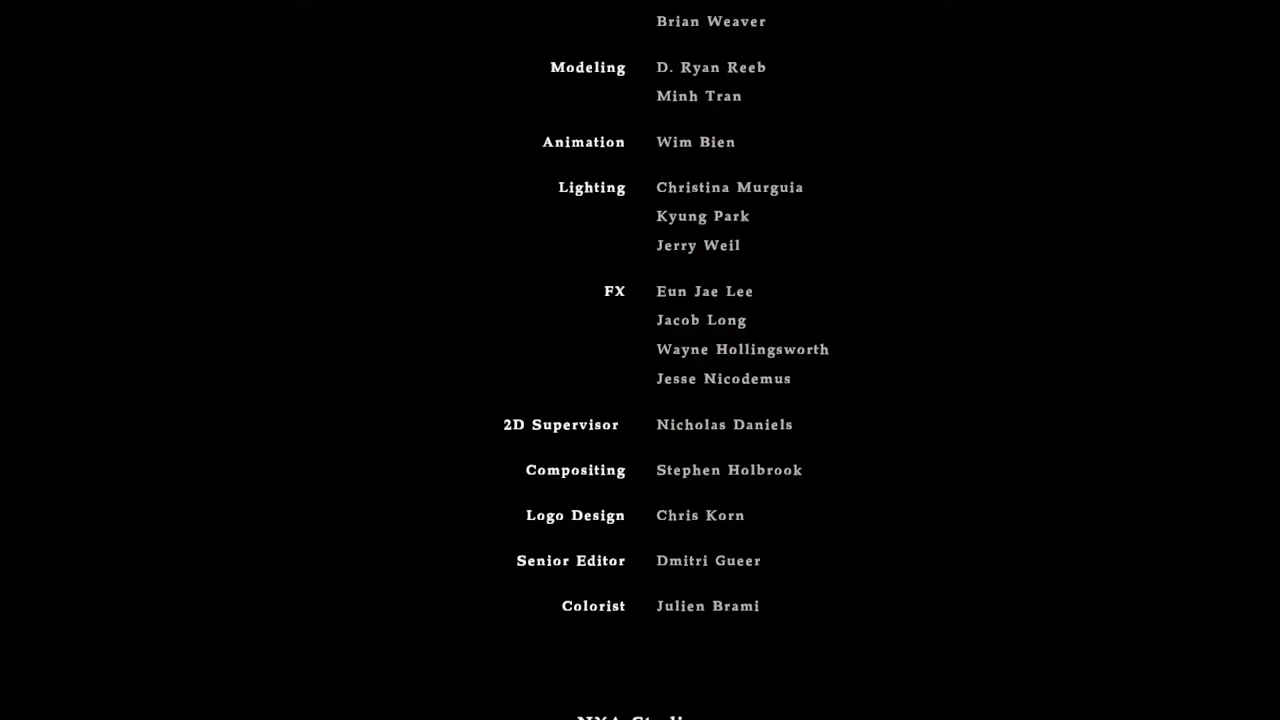 Brian Weaver
Modeling D. Ryan Reeb
Minh Tran
Animation Wim Bien
Lighting Christina Murguia
Kyung Park
Jerry Weil
FX Eun Jae Lee
Jacob Long
Wayne Hollingsworth
Jesse Nicodemus
2D Supervisor Nicholas Daniels
Compositing Stephen Holbrook
Logo Design Chris Korn
Senior Editor Dmitri Gueer
Colorist Julien Brami